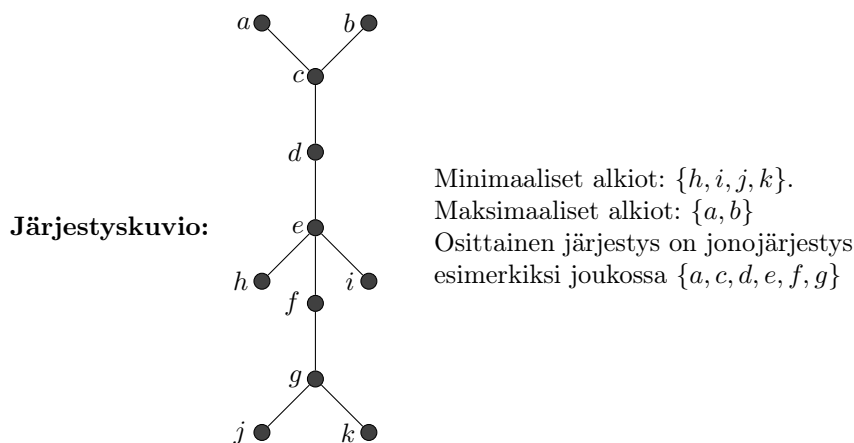 a b
c
d
Järjestyskuvio: e
h i
f
g
j k
Minimaaliset alkiot: {h, i, j, k}.
Maksimaaliset alkiot: {a, b}
Osittainen järjestys on jonojärjestys
esimerkiksi joukossa {a, c, d, e, f, g}